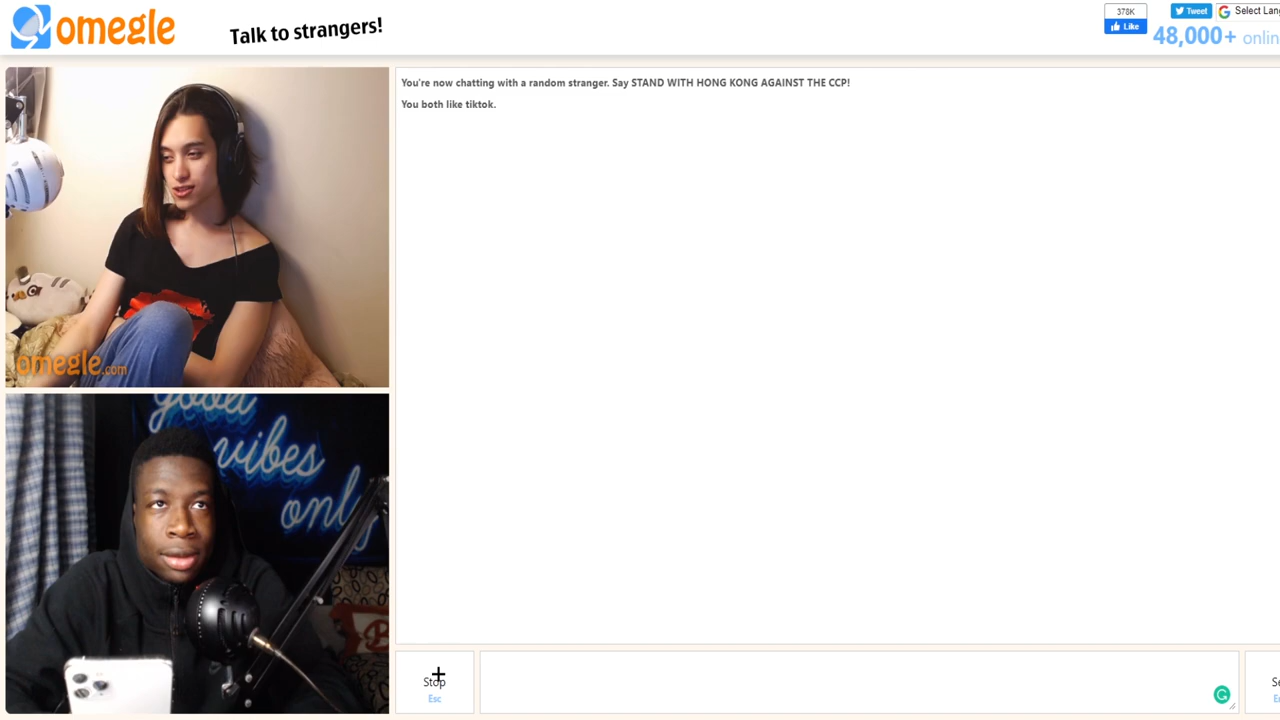 omegle
Talk to strangers!
378K
Like
Tweet
Select Lan
48,000+ onlin
You're now chatting with a random stranger. Say STAND WITH HONG KONG AGAINST THE CCP!
You both like tiktok.
omegle.com
good
vibes
only
Stop
Esc